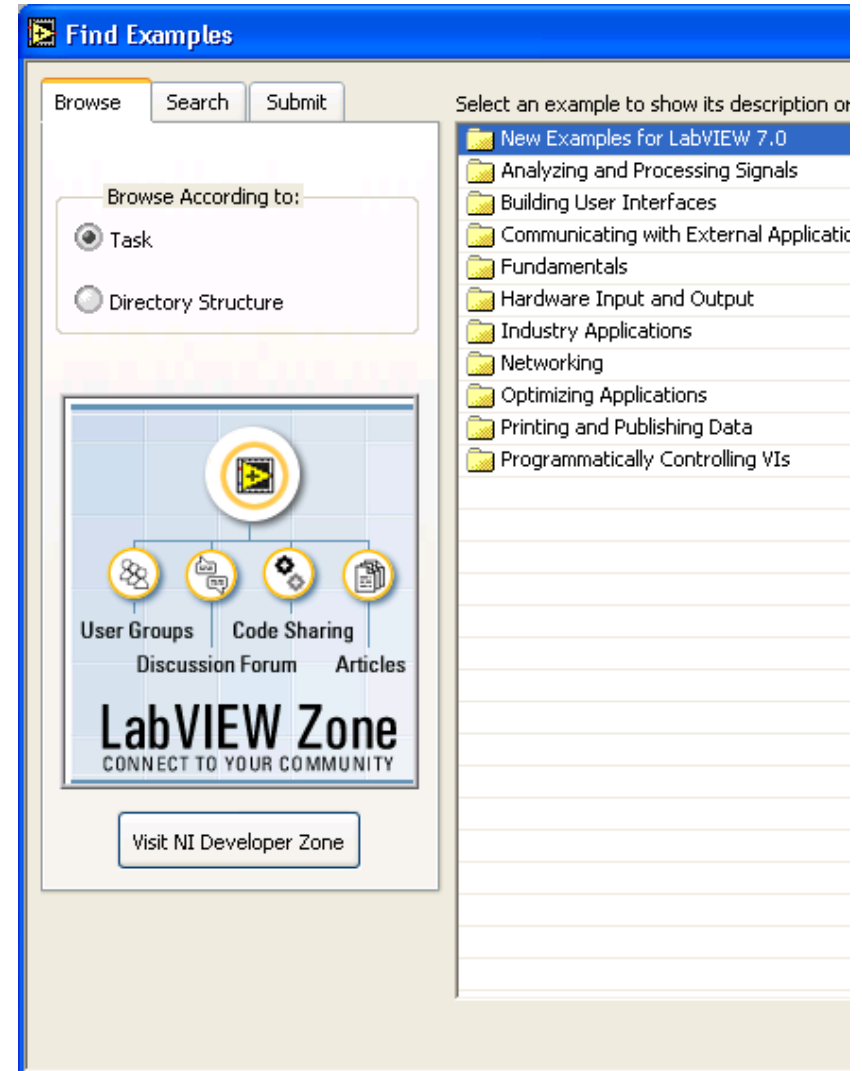 Find Examples
Browse
Search
Submit
Browse According to:
Task
Directory Structure
User Groups
Code Sharing
Discussion Forum
Articles
LabVIEW Zone
CONNECT TO YOUR COMMUNITY
Visit NI Developer Zone
Select an example to show its description or
New Examples for LabVIEW 7.0
Analyzing and Processing Signals
Building User Interfaces
Communicating with External Applicatio
Fundamentals
Hardware Input and Output
Industry Applications
Networking
Optimizing Applications
Printing and Publishing Data
Programmatically Controlling VIs